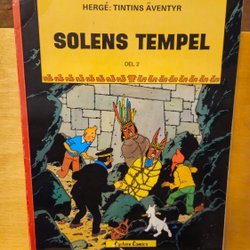 HERGÉ: TINTINS ÄVENTYR
SOLENS TEMPEL
DEL 2
Carlsen Comics